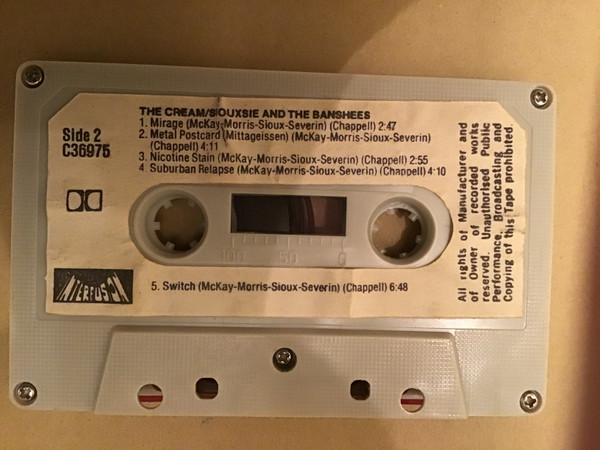 THE CREAM/SIOUXSIE AND THE BANSHEES
Side 2
C36975
1. Mirage (McKay-Morris-Sioux-Severin) (Chappell) 2:47
2. Metal Postcard (Mittageissen) (McKay-Morris-Sioux-Severin)
(Chappell) 4:11
3. Nicotine Stain (McKay-Morris-Sioux-Severin) (Chappell) 2:55
4. Suburban Relapse (McKay-Morris-Sioux-Severin) (Chappell) 4:10
100 50 0
INTERFUSION
5. Switch (McKay-Morris-Sioux-Severin) (Chappell) 6:48
All rights of Manufacturer and
of Owner of recorded works
reserved. Unauthorised Public
Performance, Broadcasting and
Copying of this Tape prohibited.